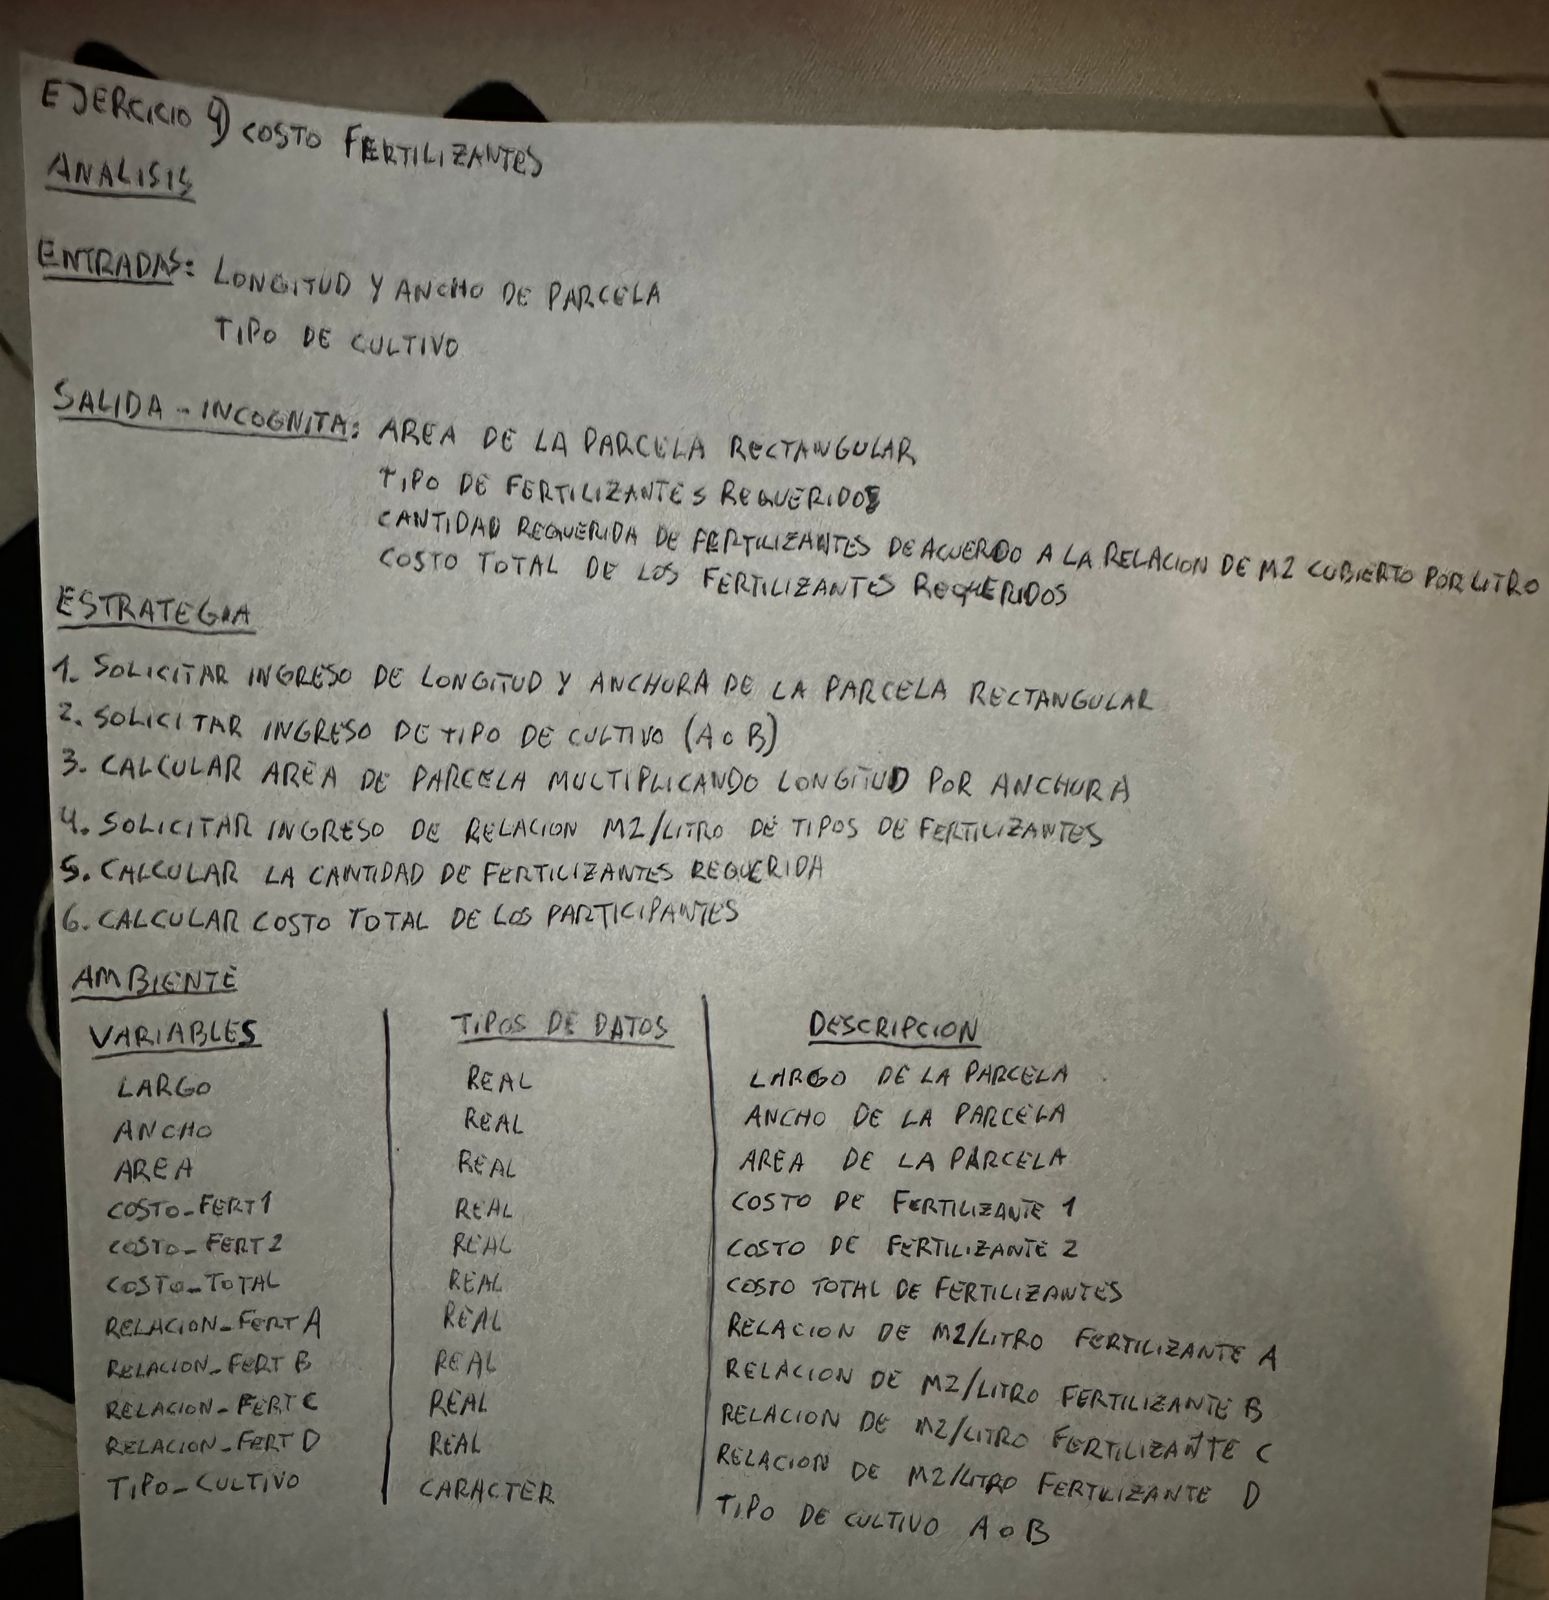 EJERCICIO 4) COSTO FERTILIZANTES
ANALISIS
ENTRADAS: LONGITUD Y ANCHO DE PARCELA
TIPO DE CULTIVO
SALIDA - INCOGNITA: AREA DE LA PARCELA RECTANGULAR
TIPO DE FERTILIZANTES REQUERIDOS
CANTIDAD REQUERIDA DE FERTILIZANTES DE ACUERDO A LA RELACION DE M2 CUBIERTO POR LITRO
COSTO TOTAL DE LOS FERTILIZANTES REQUERIDOS
ESTRATEGIA
1. SOLICITAR INGRESO DE LONGITUD Y ANCHURA DE LA PARCELA RECTANGULAR
2. SOLICITAR INGRESO DE TIPO DE CULTIVO (A o B)
3. CALCULAR AREA DE PARCELA MULTIPLICANDO LONGITUD POR ANCHURA
4. SOLICITAR INGRESO DE RELACION M2/LITRO DE TIPOS DE FERTILIZANTES
5. CALCULAR LA CANTIDAD DE FERTILIZANTES REQUERIDA
6. CALCULAR COSTO TOTAL DE LOS PARTICIPANTES
AMBIENTE
VARIABLES TIPOS DE DATOS DESCRIPCION
LARGO REAL LARGO DE LA PARCELA
ANCHO REAL ANCHO DE LA PARCELA
AREA REAL AREA DE LA PARCELA
COSTO_FERT1 REAL COSTO DE FERTILIZANTE 1
COSTO_FERT2 REAL COSTO DE FERTILIZANTE 2
COSTO_TOTAL REAL COSTO TOTAL DE FERTILIZANTES
RELACION_FERT A REAL RELACION DE M2/LITRO FERTILIZANTE A
RELACION_FERT B REAL RELACION DE M2/LITRO FERTILIZANTE B
RELACION_FERT C REAL RELACION DE M2/LITRO FERTILIZANTE C
RELACION_FERT D REAL RELACION DE M2/LITRO FERTILIZANTE D
TIPO_CULTIVO CARACTER TIPO DE CULTIVO A o B